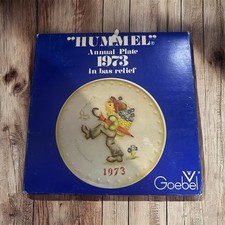 "HUMMEL"®
Annual Plate
1973
in bas relief
1973
Goebel